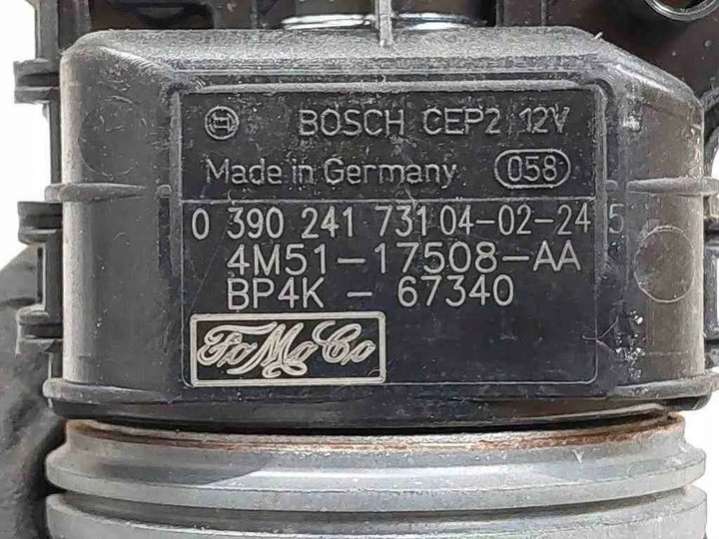 BOSCH CEP2 12V
Made in Germany 058
0 390 241 731 04-02-24 5
4M51-17508-AA
BP4K - 67340
FoMoCo